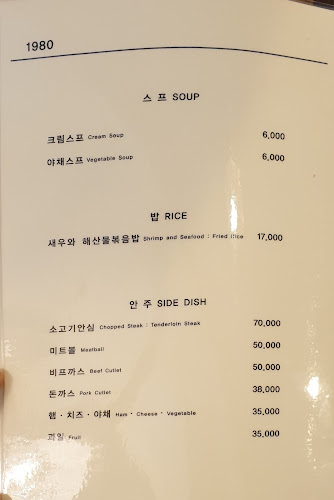 1980
스 프 SOUP
크림스프 Cream Soup 6,000
야채스프 Vegetable Soup 6,000
밥 RICE
새우와 해산물볶음밥 Shrimp and Seafood : Fried Rice 17,000
안 주 SIDE DISH
소고기안심 Chopped Steak : Tenderloin Steak 70,000
미트볼 Meatball 50,000
비프까스 Beef Cutlet 50,000
돈까스 Pork Cutlet 38,000
햄 · 치즈 · 야채 Ham · Cheese · Vegetable 35,000
과일 Fruit 35,000